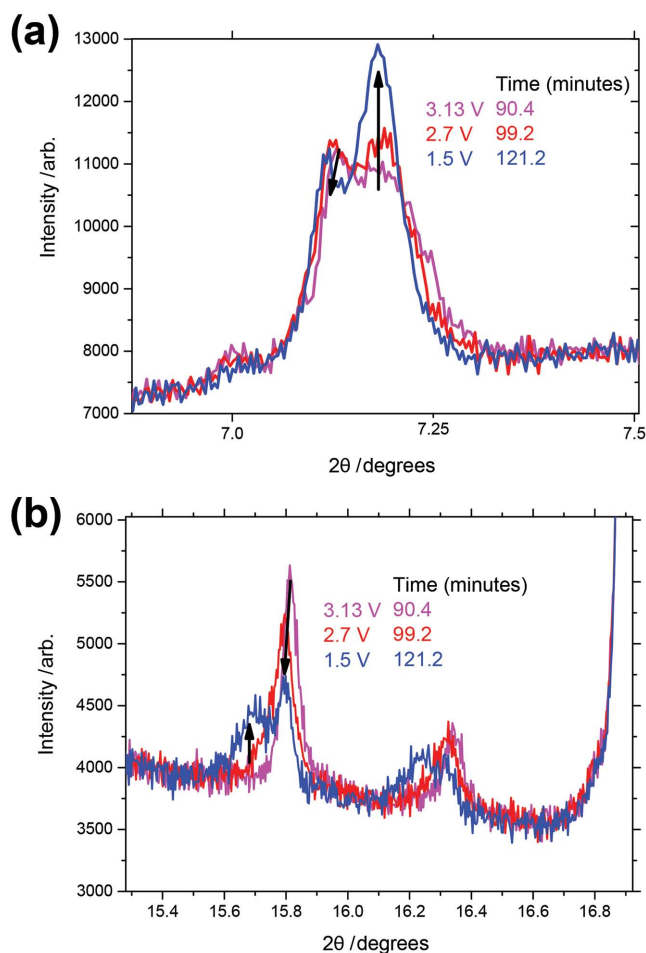 (a)
13000
12000
11000
10000
9000
8000
7000
Intensity /arb.
Time (minutes)
3.13 V 90.4
2.7 V 99.2
1.5 V 121.2
7.0 7.25 7.5
2θ /degrees
(b)
6000
5500
5000
4500
4000
3500
3000
Intensity /arb.
Time (minutes)
3.13 V 90.4
2.7 V 99.2
1.5 V 121.2
15.4 15.6 15.8 16.0 16.2 16.4 16.6 16.8
2θ /degrees